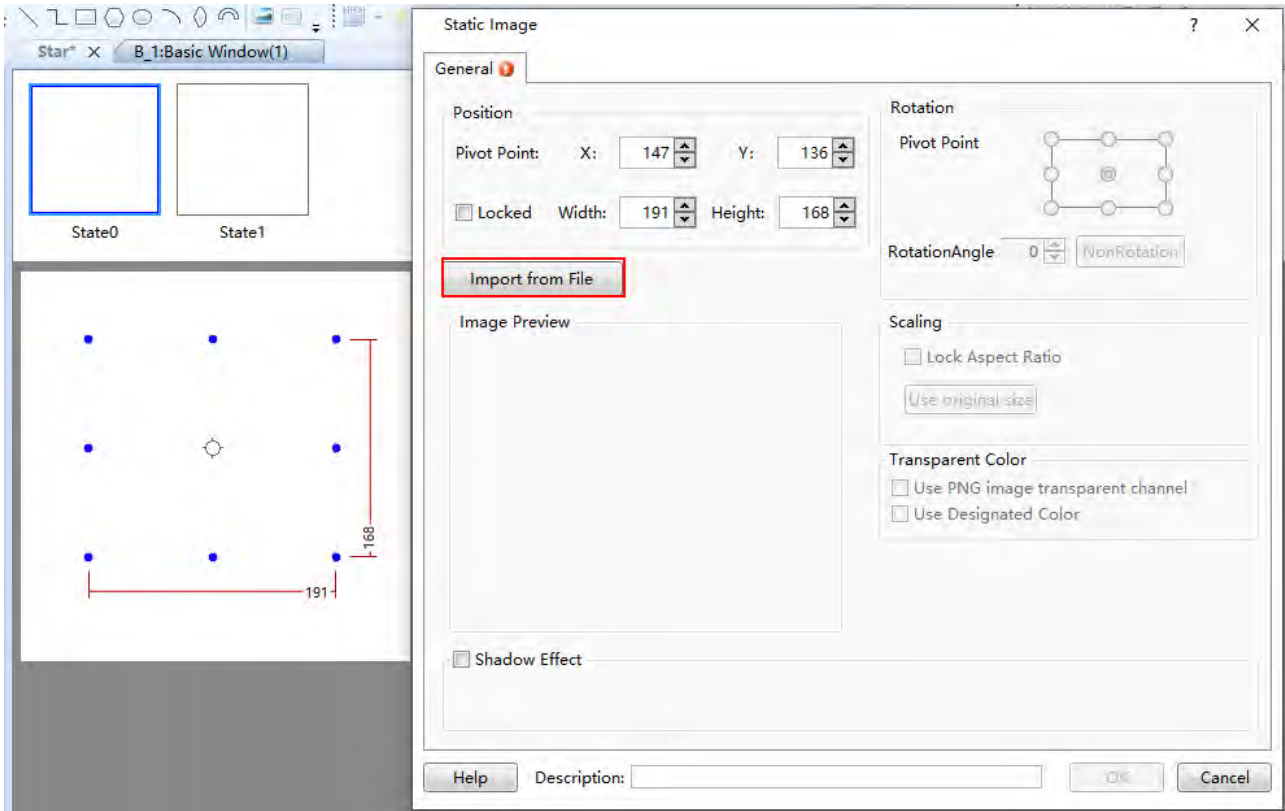 Star* X B_1:Basic Window(1)
State0 State1
168
191
Static Image ? X
General
Position
Pivot Point: X: 147 Y: 136
Locked Width: 191 Height: 168
Import from File
Image Preview
Shadow Effect
Rotation
Pivot Point
RotationAngle 0 NonRotation
Scaling
Lock Aspect Ratio
Use original size
Transparent Color
Use PNG image transparent channel
Use Designated Color
Help Description: OK Cancel